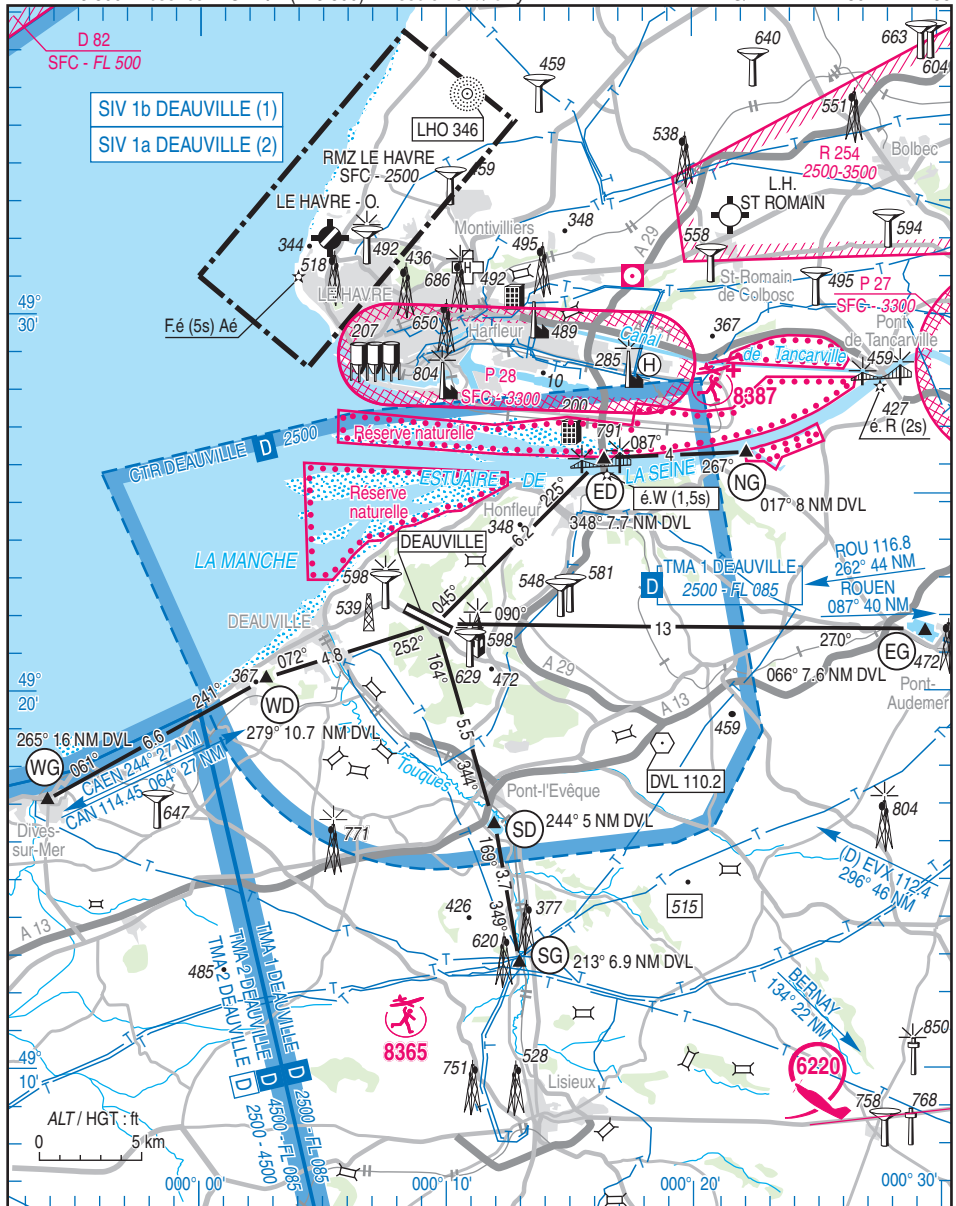 D 82
SFC - FL 500
SIV 1b DEAUVILLE (1)
SIV 1a DEAUVILLE (2)
459
640
663
604
LHO 346
551
538
Bolbec
R 254
2500-3500
RMZ LE HAVRE
SFC - 2500
759
L.H.
ST ROMAIN
LE HAVRE - O.
Montivilliers
348
344
492
495
A 29
558
594
518
436
686
492
St-Romain
de Colbosc
495
P 27
SFC - 3300
LE HAVRE
49°
30'
F.é (5s) Aé
207
650
Harfleur
489
Canal
367
Pont
de Tancarville
804
285
H
de Tancarville
459
P 28
SFC - 3300
10
8387
427
é. R (2s)
200
CTR DEAUVILLE D 2500
Réserve naturelle
791
087°
4
267°
ESTUAIRE DE LA SEINE
Réserve
naturelle
225°
ED
é.W (1,5s)
NG
017° 8 NM DVL
Honfleur
348
6.2
348° 7.7 NM DVL
DEAUVILLE
LA MANCHE
598
548
581
D
TMA 1 DEAUVILLE
2500 - FL 085
ROU 116.8
262° 44 NM
ROUEN
087° 40 NM
539
045°
DEAUVILLE
090°
13
270°
598
EG
472
072°
4.8
252°
164°
629
472
A 29
066° 7.6 NM DVL
Pont-
Audemer
49°
20'
367
241°
WD
279° 10.7 NM DVL
A 13
459
265° 16 NM DVL
WG
061°
6.6
CAEN 244° 27 NM
CAN 114.45 064° 27 NM
5.5
344°
DVL 110.2
Touques
Pont-l'Evêque
647
Dives-
sur-Mer
771
SD
244° 5 NM DVL
804
169°
3.7
349°
(D) EVX 112.4
296° 46 NM
A 13
426
377
515
620
SG
213° 6.9 NM DVL
485
TMA 1 DEAUVILLE D 2500 - FL 085
TMA 2 DEAUVILLE D 4500 - FL 085
TMA 2 DEAUVILLE D 2500 - 4500
BERNAY
134° 22 NM
8365
850
49°
10'
751
528
Lisieux
6220
758
768
ALT / HGT : ft
0
5 km
000° 00'
000° 10'
000° 20'
000° 30'